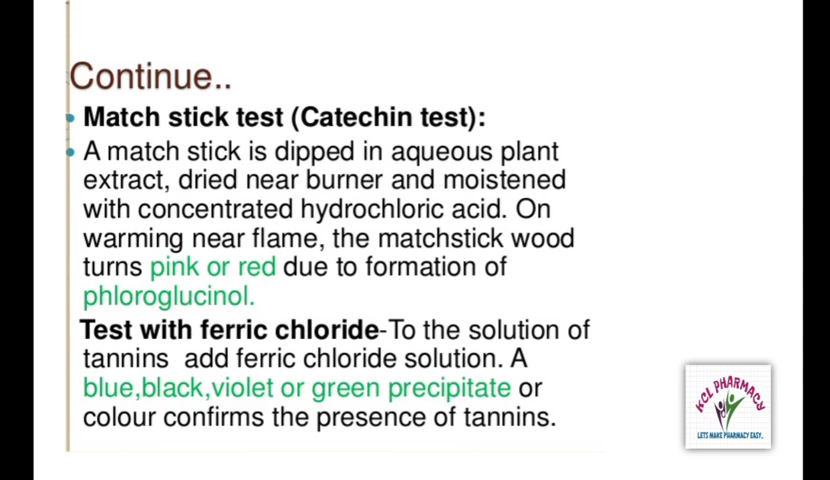 Continue..
Match stick test (Catechin test):
A match stick is dipped in aqueous plant
extract, dried near burner and moistened
with concentrated hydrochloric acid. On
warming near flame, the matchstick wood
turns pink or red due to formation of
phloroglucinol.
Test with ferric chloride-To the solution of
tannins add ferric chloride solution. A
blue,black,violet or green precipitate or
colour confirms the presence of tannins.
KCL PHARMACY
LETS MAKE PHARMACY EASY.